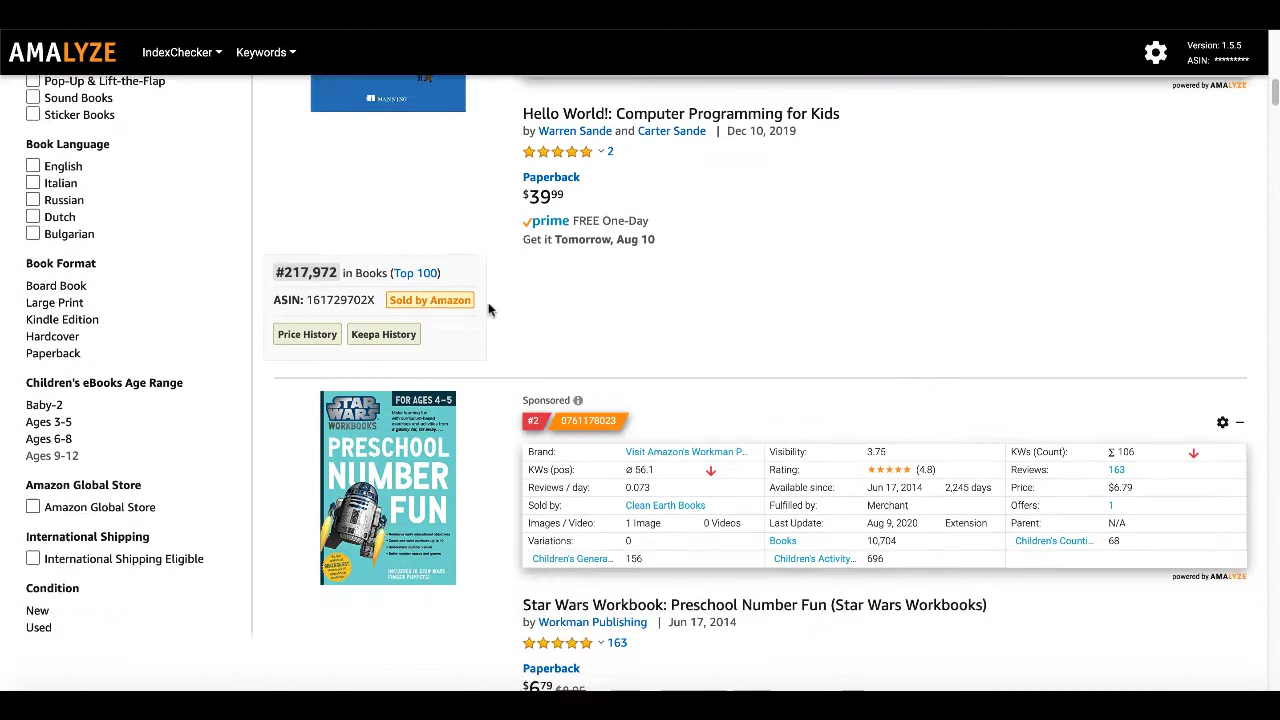 AMALYZE
IndexChecker
Keywords
Version: 1.5.5
ASIN: *********
Pop-Up & Lift-the-Flap
Sound Books
Sticker Books
Book Language
English
Italian
Russian
Dutch
Bulgarian
Book Format
Board Book
Large Print
Kindle Edition
Hardcover
Paperback
Children's eBooks Age Range
Baby-2
Ages 3-5
Ages 6-8
Ages 9-12
Amazon Global Store
Amazon Global Store
International Shipping
International Shipping Eligible
Condition
New
Used
MANNING
powered by AMALYZE
Hello World!: Computer Programming for Kids
by Warren Sande and Carter Sande | Dec 10, 2019
2
Paperback
$39.99
prime FREE One-Day
Get it Tomorrow, Aug 10
#217,972 in Books (Top 100)
ASIN: 161729702X Sold by Amazon
Price History Keepa History
FOR AGES 4-5
STAR WARS
WORKBOOKS
PRESCHOOL
NUMBER
FUN
Sponsored
#2 0761178023
Brand: Visit Amazon's Workman P... Visibility: 3.75 KWs (Count): Σ 106
KWs (pos): ⌀ 56.1 Rating: (4.8) Reviews: 163
Reviews / day: 0.073 Available since: Jun 17, 2014 2,245 days Price: $6.79
Sold by: Clean Earth Books Fulfilled by: Merchant Offers: 1
Images / Video: 1 Image 0 Videos Last Update: Aug 9, 2020 Extension Parent: N/A
Variations: 0 Books 10,704 Children's Counti... 68
Children's Genera... 156 Children's Activity... 696
powered by AMALYZE
Star Wars Workbook: Preschool Number Fun (Star Wars Workbooks)
by Workman Publishing | Jun 17, 2014
163
Paperback
$6.79 $8.95